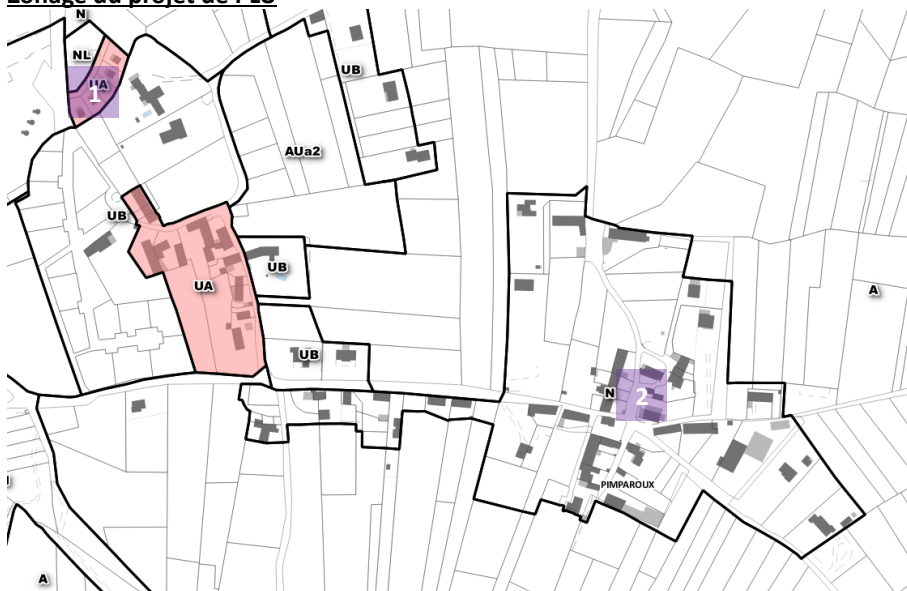 Zonage du projet de PLU
N
NL
UA
1
UB
AUa2
UB
UA
UB
UB
A
N
2
PIMPAROUX
A